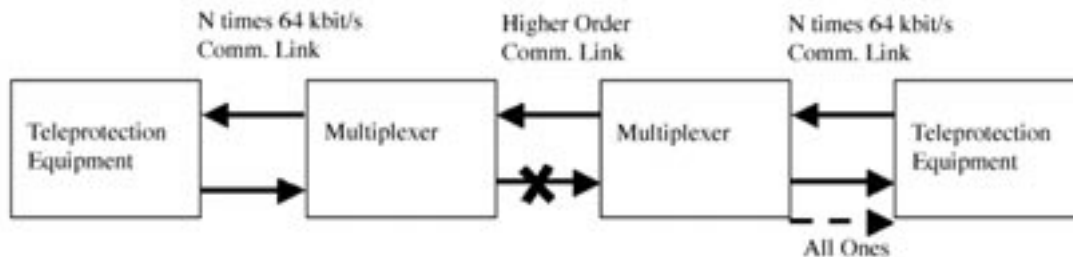 N times 64 kbit/s
Comm. Link
Higher Order
Comm. Link
N times 64 kbit/s
Comm. Link
Teleprotection
Equipment
Multiplexer
Multiplexer
Teleprotection
Equipment
All Ones